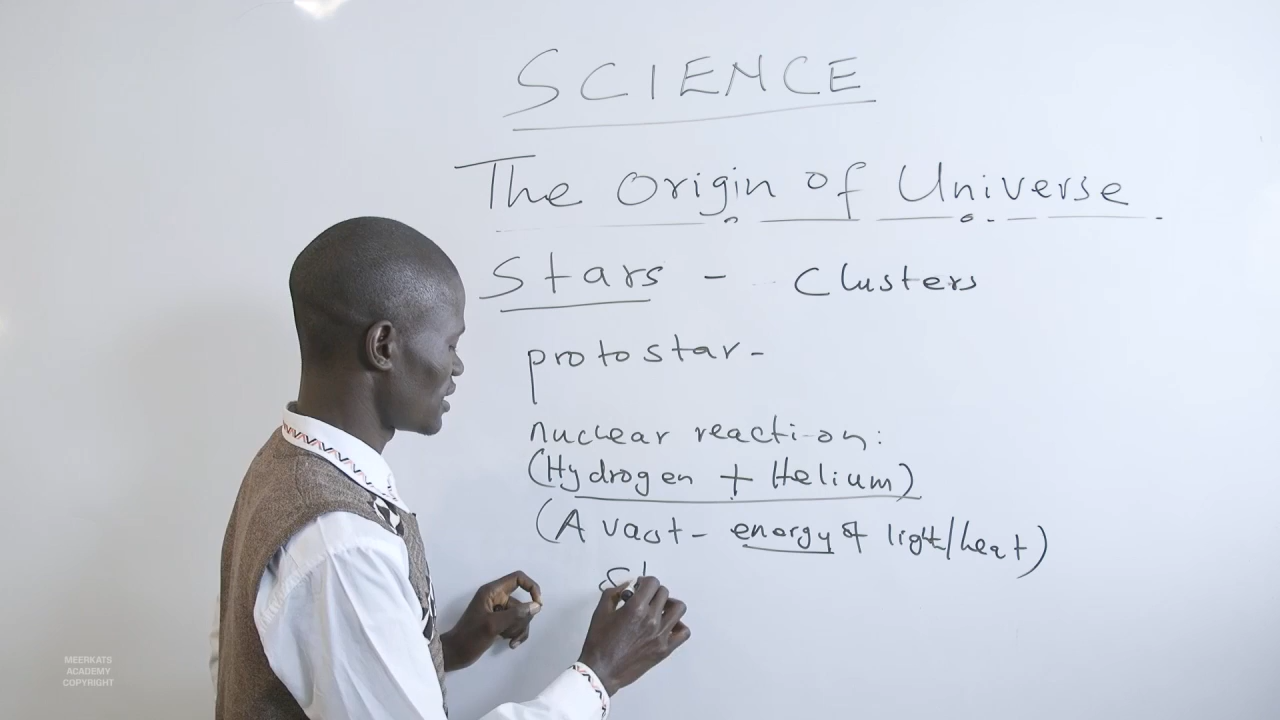 SCIENCE
The Origin of Universe
Stars - Clusters
protostar-
nuclear reaction:
(Hydrogen + Helium)
(A vast- energy of light/heat)
MEERKATS
ACADEMY
COPYRIGHT